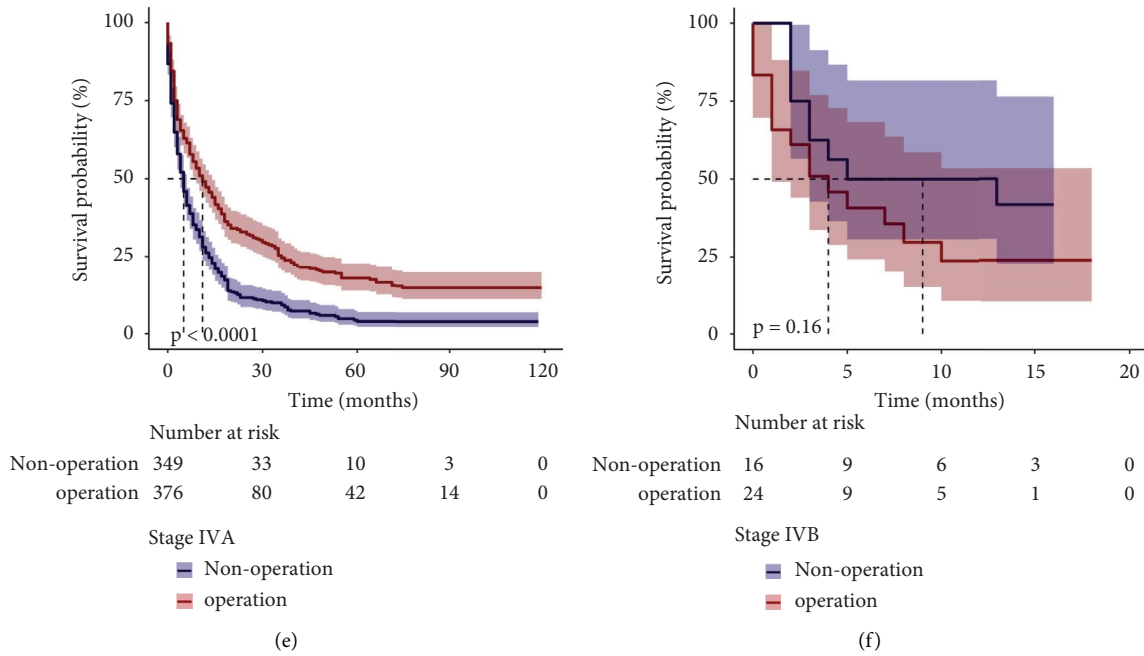 Survival probability (%)
100
75
50
25
0
p < 0.0001
0 30 60 90 120
Time (months)
Number at risk
Non-operation 349 33 10 3 0
operation 376 80 42 14 0
Stage IVA
Non-operation
operation
(e)
Survival probability (%)
100
75
50
25
0
p = 0.16
0 5 10 15 20
Time (months)
Number at risk
Non-operation 16 9 6 3 0
operation 24 9 5 1 0
Stage IVB
Non-operation
operation
(f)